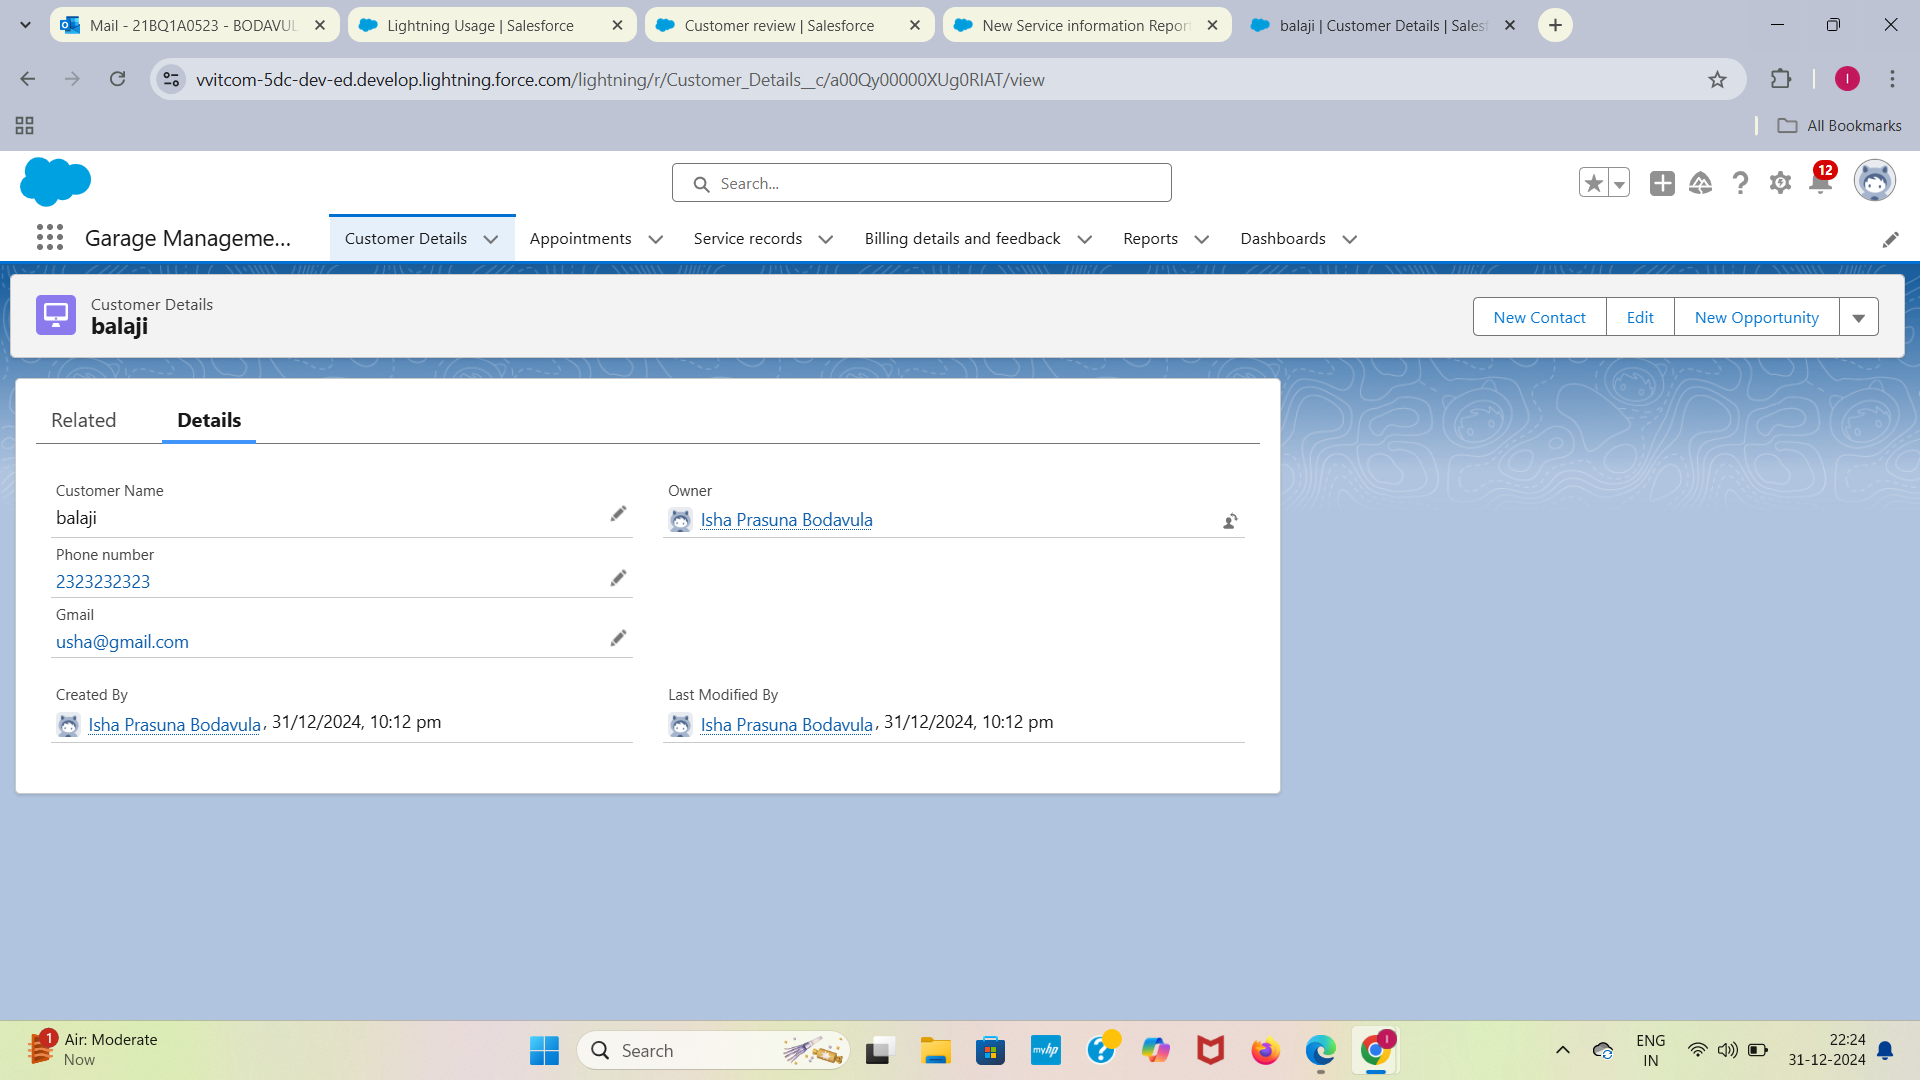 Mail - 21BQ1A0523 - BODAVUL
Lightning Usage | Salesforce
Customer review | Salesforce
New Service information Report
balaji | Customer Details | Salesf
vvitcom-5dc-dev-ed.develop.lightning.force.com/lightning/r/Customer_Details__c/a00Qy00000XUg0RIAT/view
I
All Bookmarks
Search...
12
Garage Manageme...
Customer Details
Appointments
Service records
Billing details and feedback
Reports
Dashboards
Customer Details
balaji
New Contact
Edit
New Opportunity
Related
Details
Customer Name
balaji
Owner
Isha Prasuna Bodavula
Phone number
2323232323
Gmail
usha@gmail.com
Created By
Isha Prasuna Bodavula, 31/12/2024, 10:12 pm
Last Modified By
Isha Prasuna Bodavula, 31/12/2024, 10:12 pm
1
Air: Moderate
Now
Search
myhp
I
ENG
IN
22:24
31-12-2024